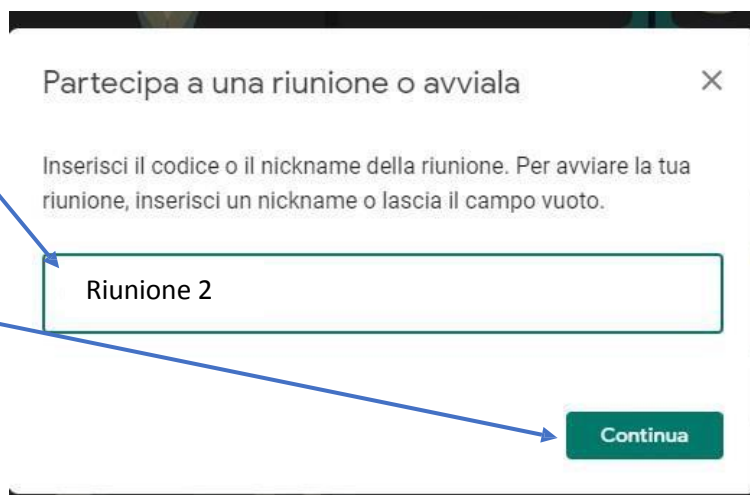 Partecipa a una riunione o avviala
Inserisci il codice o il nickname della riunione. Per avviare la tua
riunione, inserisci un nickname o lascia il campo vuoto.
Riunione 2
Continua